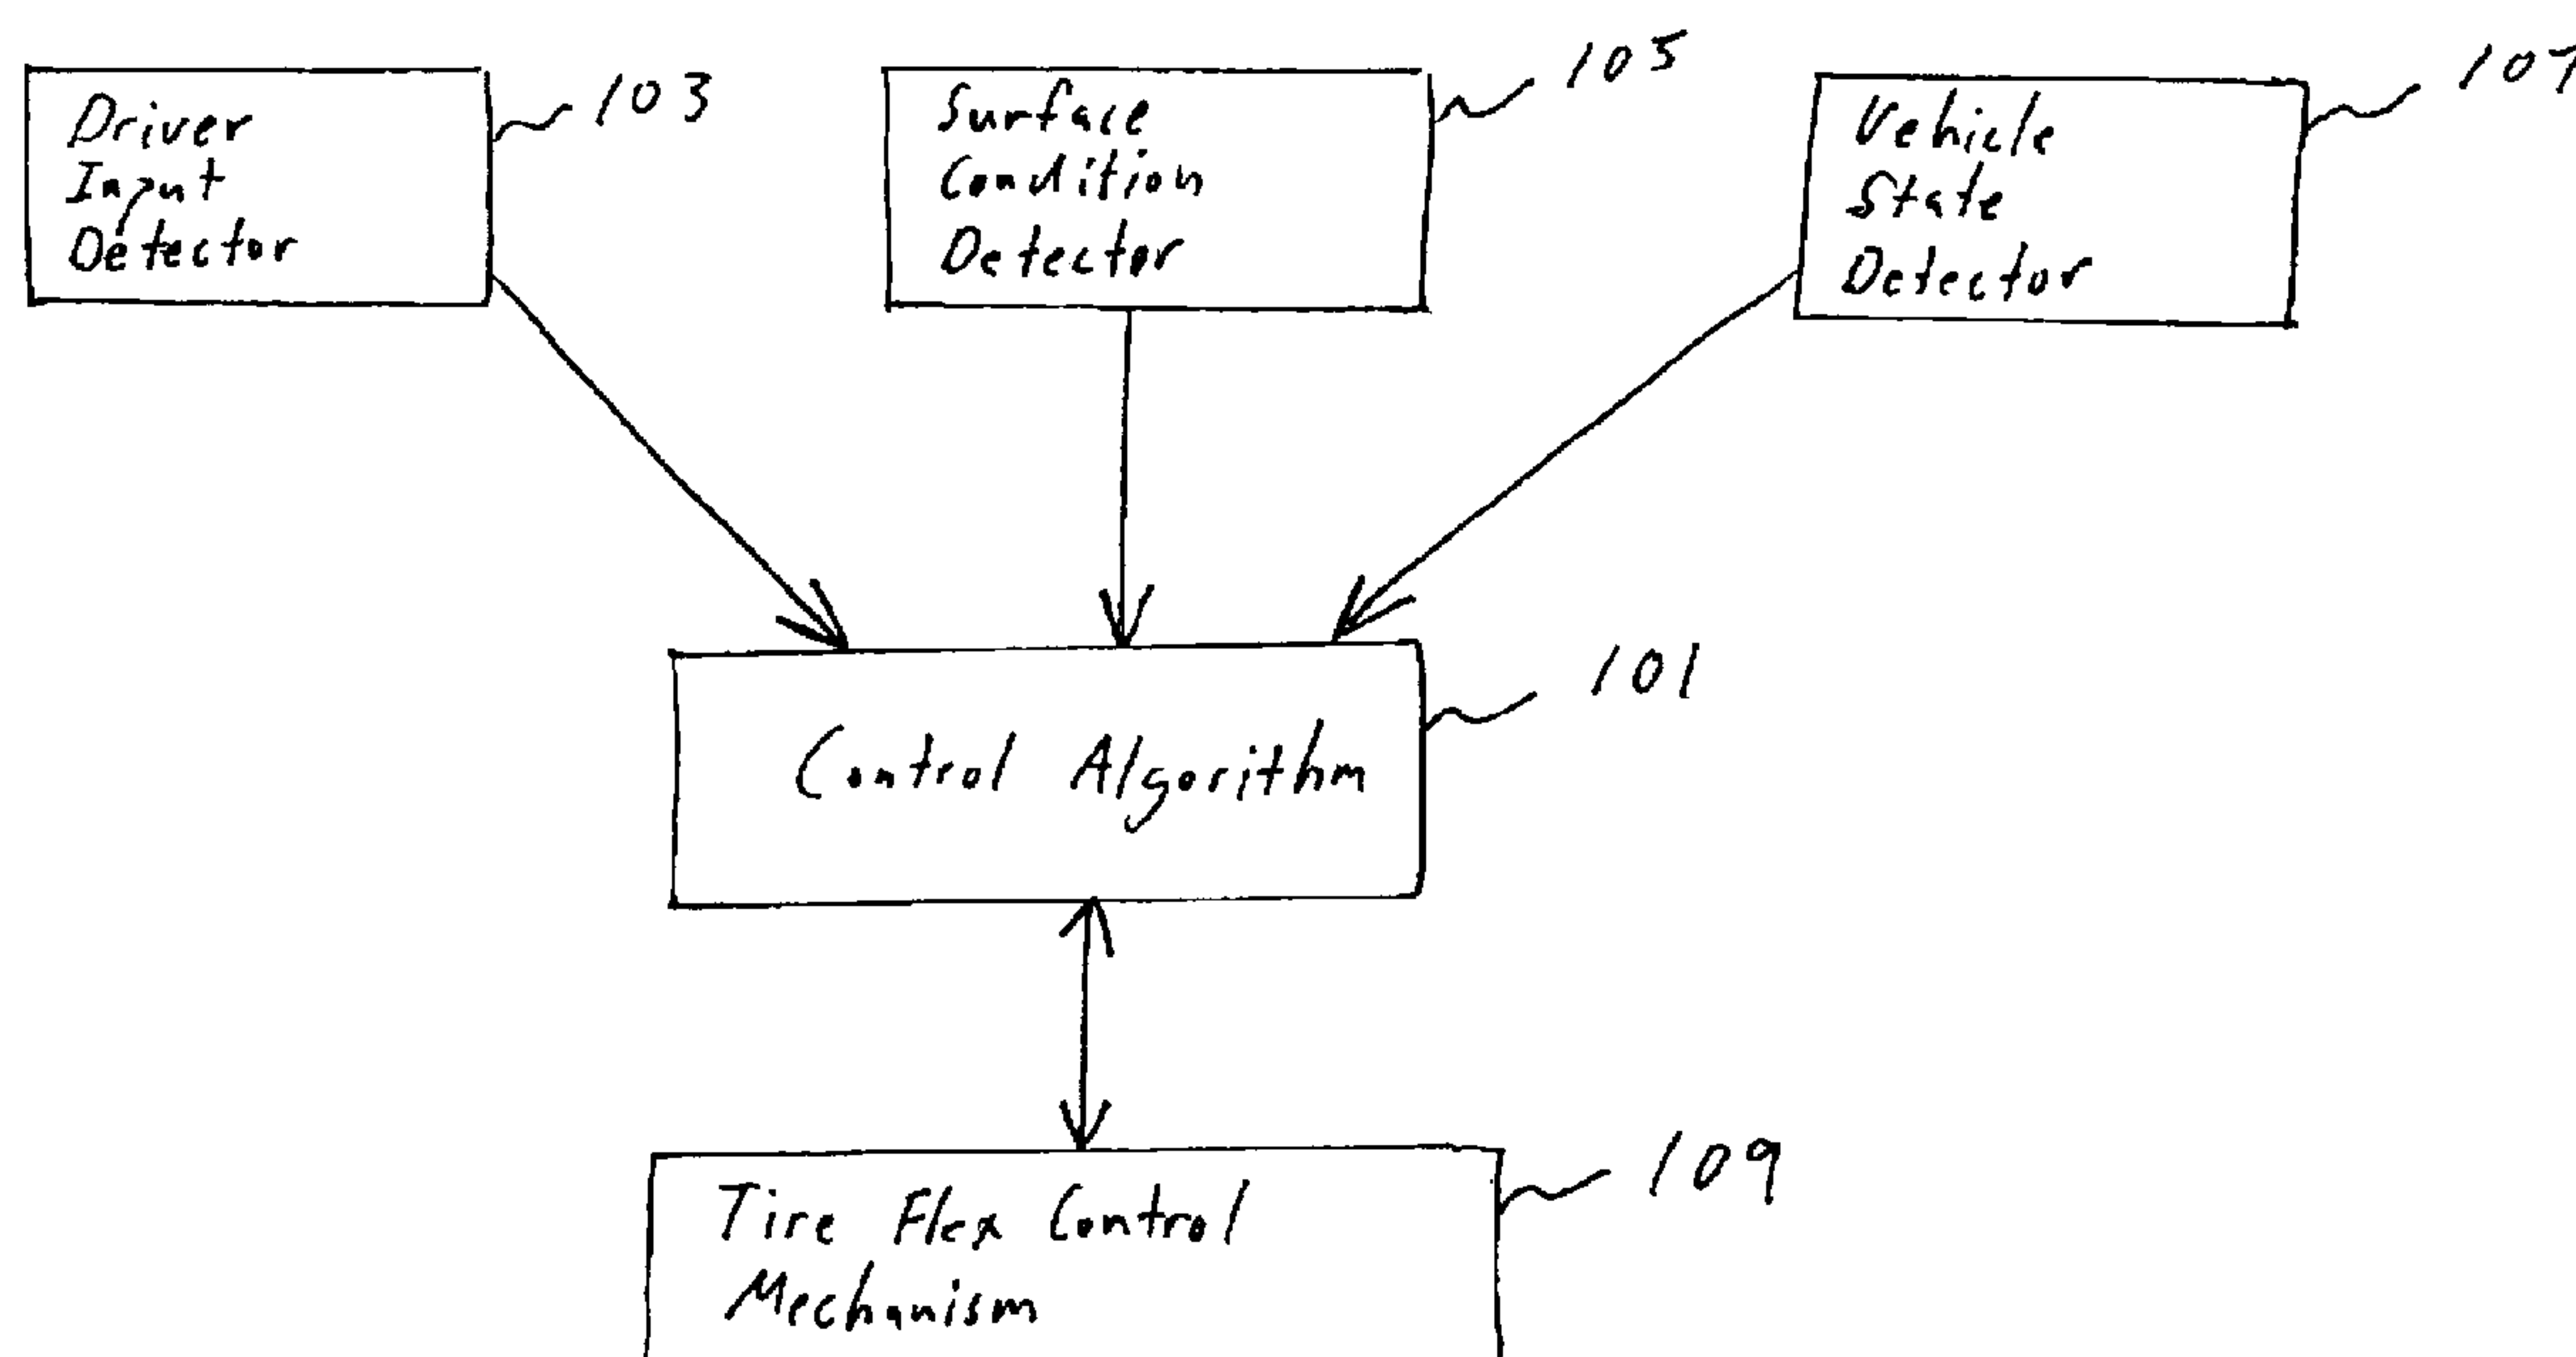 Driver
Input
Detector
103
Surface
Condition
Detector
105
Vehicle
State
Detector
107
Control Algorithm
101
Tire Flex Control
Mechanism
109